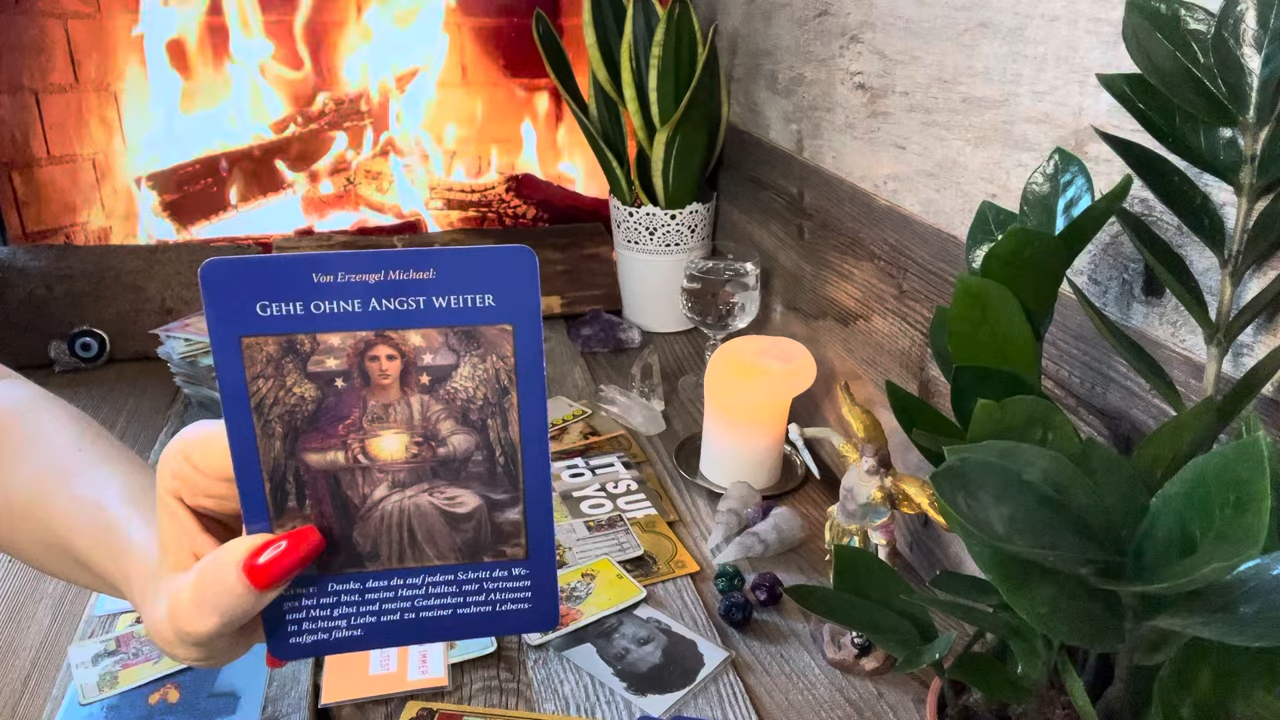 Von Erzengel Michael:
GEHE OHNE ANGST WEITER
GEBET: Danke, dass du auf jedem Schritt des We-
ges bei mir bist, meine Hand hältst, mir Vertrauen
und Mut gibst und meine Gedanken und Aktionen
in Richtung Liebe und zu meiner wahren Lebens-
aufgabe führst.
IT'S UP
TO YO